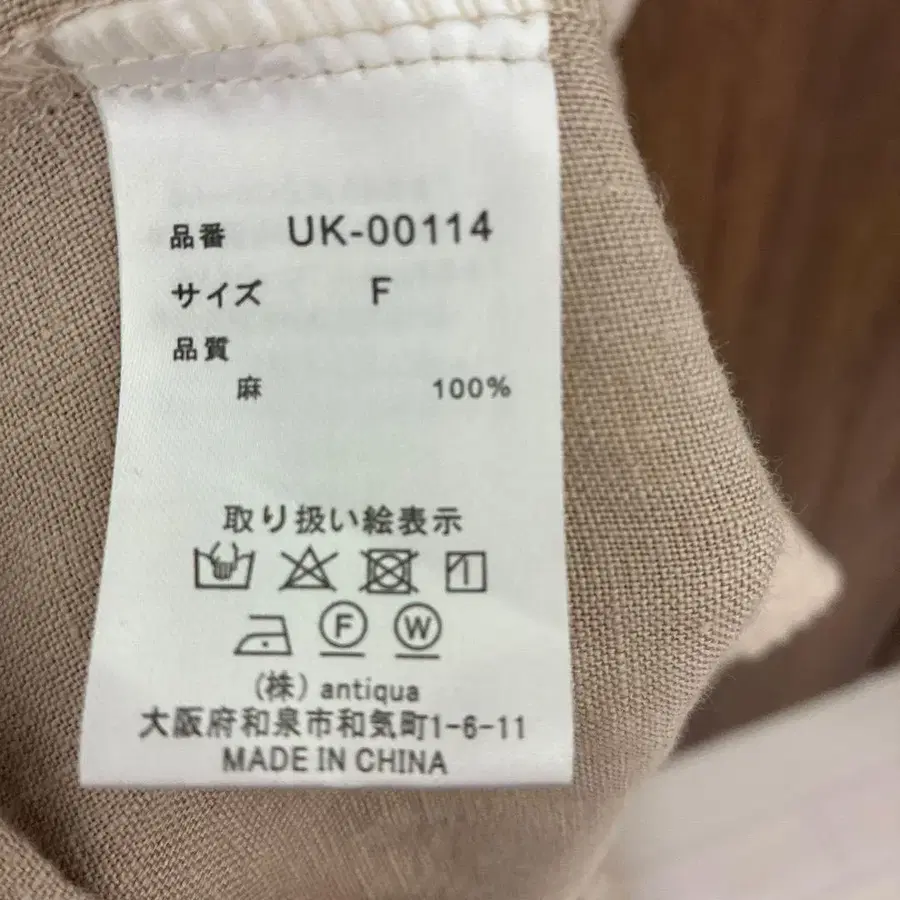 品番 UK-00114
サイズ F
品質
麻 100%
取り扱い絵表示
F W
(株) antiqua
大阪府和泉市和気町1-6-11
MADE IN CHINA